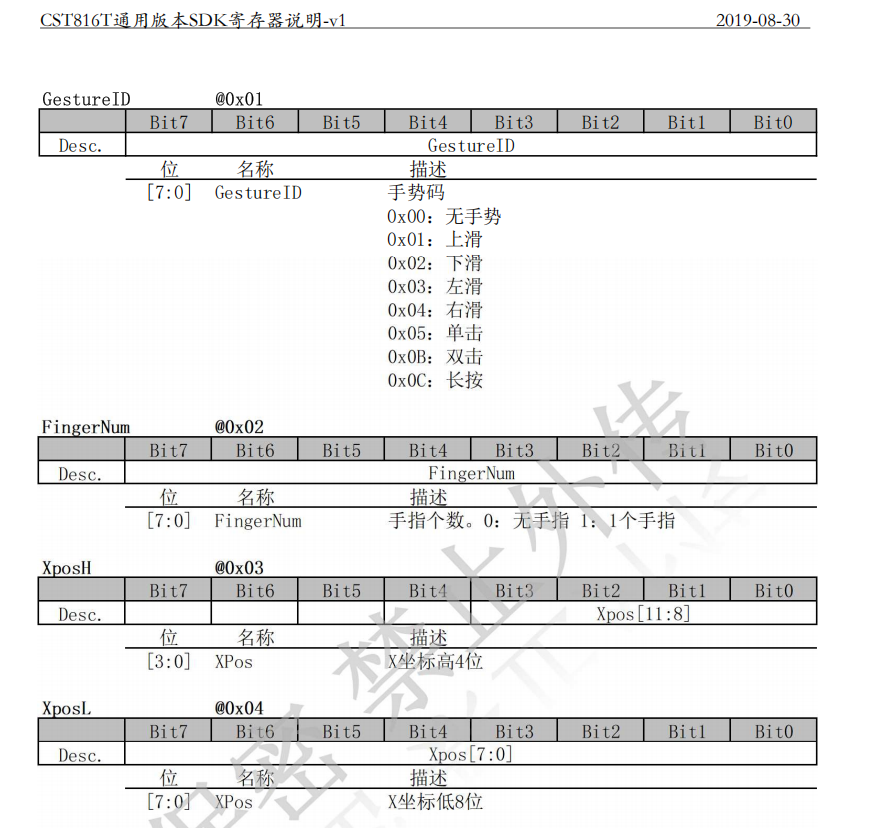 CST816T通用版本SDK寄存器说明-v1 2019-08-30
GestureID @0x01
Bit7 Bit6 Bit5 Bit4 Bit3 Bit2 Bit1 Bit0
Desc. GestureID
位 名称 描述
[7:0] GestureID 手势码
0x00: 无手势
0x01: 上滑
0x02: 下滑
0x03: 左滑
0x04: 右滑
0x05: 单击
0x0B: 双击
0x0C: 长按
FingerNum @0x02
Bit7 Bit6 Bit5 Bit4 Bit3 Bit2 Bit1 Bit0
Desc. FingerNum
位 名称 描述
[7:0] FingerNum 手指个数。0: 无手指 1: 1个手指
XposH @0x03
Bit7 Bit6 Bit5 Bit4 Bit3 Bit2 Bit1 Bit0
Desc. Xpos[11:8]
位 名称 描述
[3:0] XPos X坐标高4位
XposL @0x04
Bit7 Bit6 Bit5 Bit4 Bit3 Bit2 Bit1 Bit0
Desc. Xpos[7:0]
位 名称 描述
[7:0] XPos X坐标低8位
保密 禁止外传